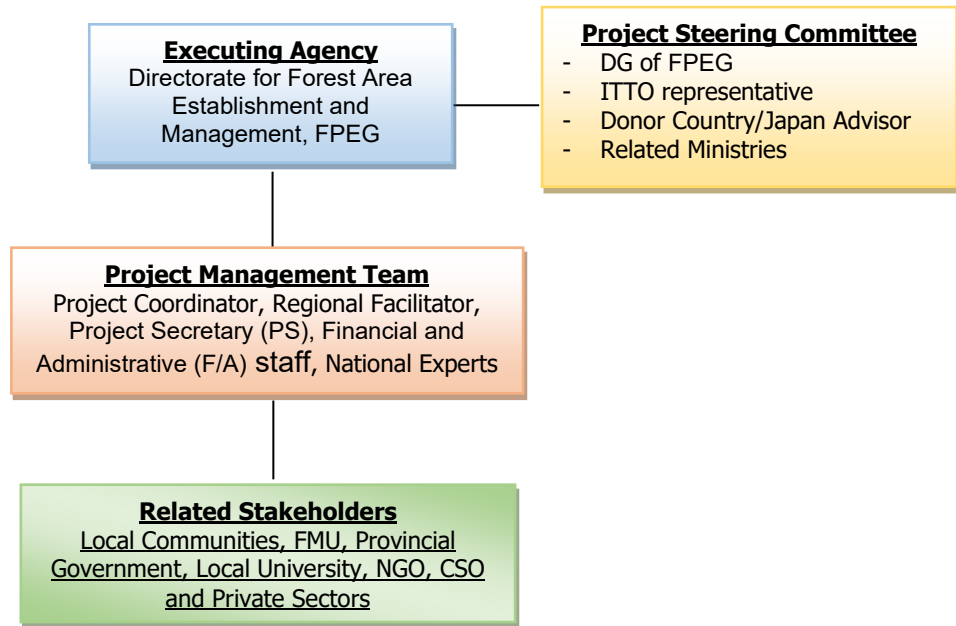 Executing Agency
Directorate for Forest Area
Establishment and
Management, FPEG
Project Steering Committee
- DG of FPEG
- ITTO representative
- Donor Country/Japan Advisor
- Related Ministries
Project Management Team
Project Coordinator, Regional Facilitator,
Project Secretary (PS), Financial and
Administrative (F/A) staff, National Experts
Related Stakeholders
Local Communities, FMU, Provincial
Government, Local University, NGO, CSO
and Private Sectors